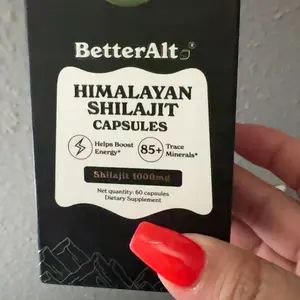 BetterAlt®
HIMALAYAN
SHILAJIT
CAPSULES
Helps Boost
Energy*
85+
Trace
Minerals*
Shilajit 1000mg
Net quantity: 60 capsules
Dietary Supplement